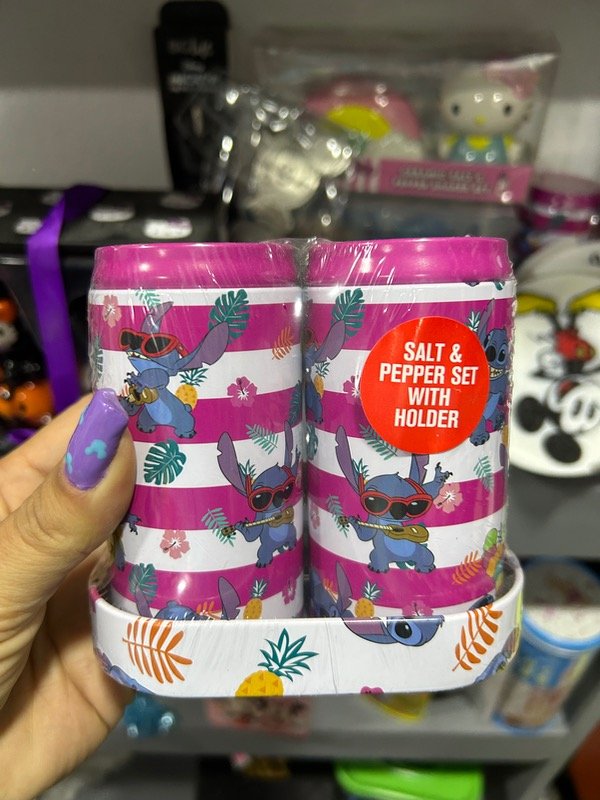 SALT &
PEPPER SET
WITH
HOLDER